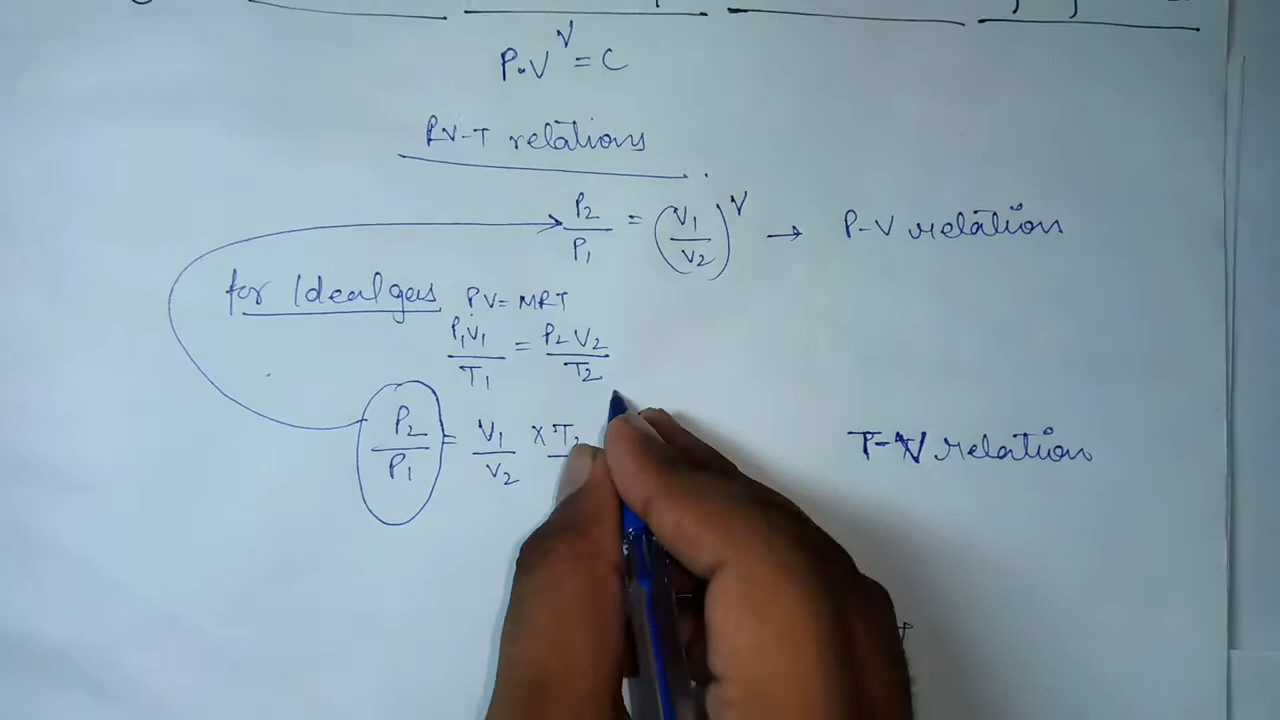 P.V^γ = C
PV-T relations
P2/P1 = (V1/V2)^γ → P-V relation
for Ideal gas PV = MRT
P1V1/T1 = P2V2/T2
P2/P1 = V1/V2 × T2
T-V relation